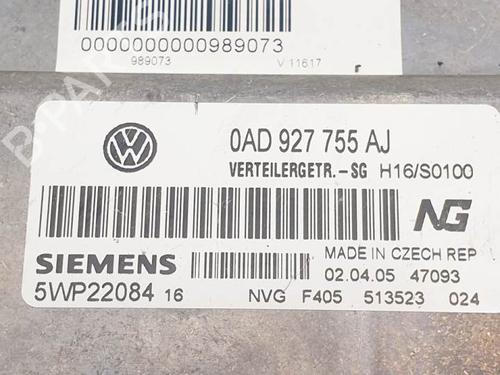 0000000000989073
989073 V 11617 r
0AD 927 755 AJ
VERTEILERGETR.-SG H16/S0100
NG
MADE IN CZECH REP
SIEMENS
02.04.05 47093
5WP22084 16
NVG F405 513523 024